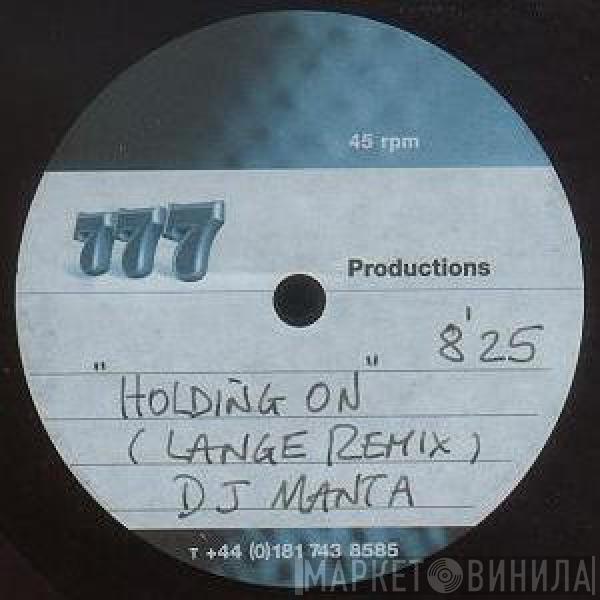 45 rpm
777
Productions
8'25
"HOLDING ON"
(LANGE REMIX)
DJ MANTA
T +44 (0)181 743 8585
МАРКЕТ ВИНИЛА